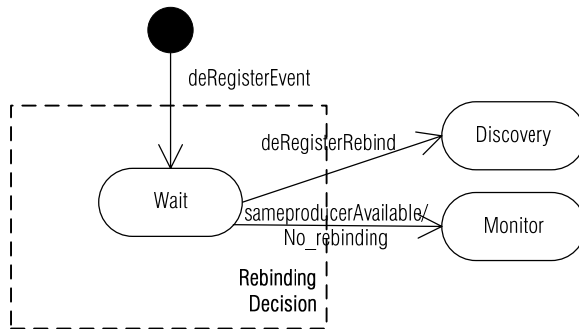 deRegisterEvent
deRegisterRebind
Discovery
Wait
sameproducerAvailable/
No_rebinding
Monitor
Rebinding
Decision